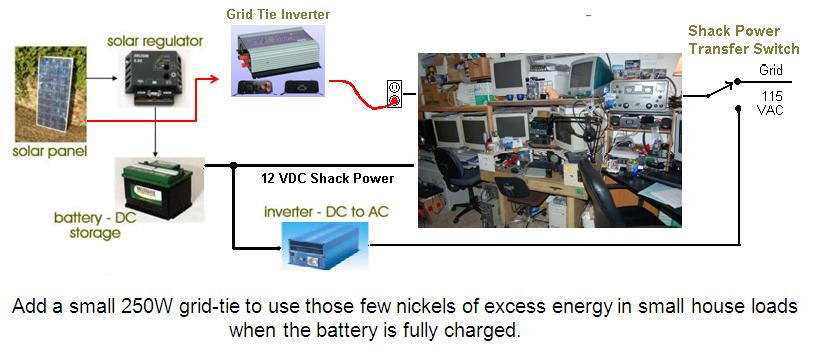 Grid Tie Inverter
solar regulator
Shack Power
Transfer Switch
Grid
115
VAC
solar panel
12 VDC Shack Power
battery - DC
storage
inverter - DC to AC
Add a small 250W grid-tie to use those few nickels of excess energy in small house loads
when the battery is fully charged.